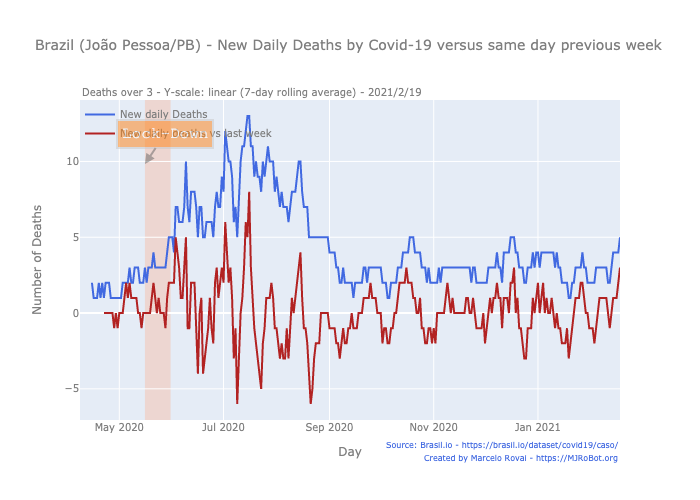 Brazil (João Pessoa/PB) - New Daily Deaths by Covid-19 versus same day previous week
Deaths over 3 - Y-scale: linear (7-day rolling average) - 2021/2/19
New daily Deaths
New daily Deaths vs last week
10
5
0
−5
Number of Deaths
May 2020
Jul 2020
Sep 2020
Nov 2020
Jan 2021
Day
Source: Brasil.io - https://brasil.io/dataset/covid19/caso/
Created by Marcelo Rovai - https://MJRoBot.org